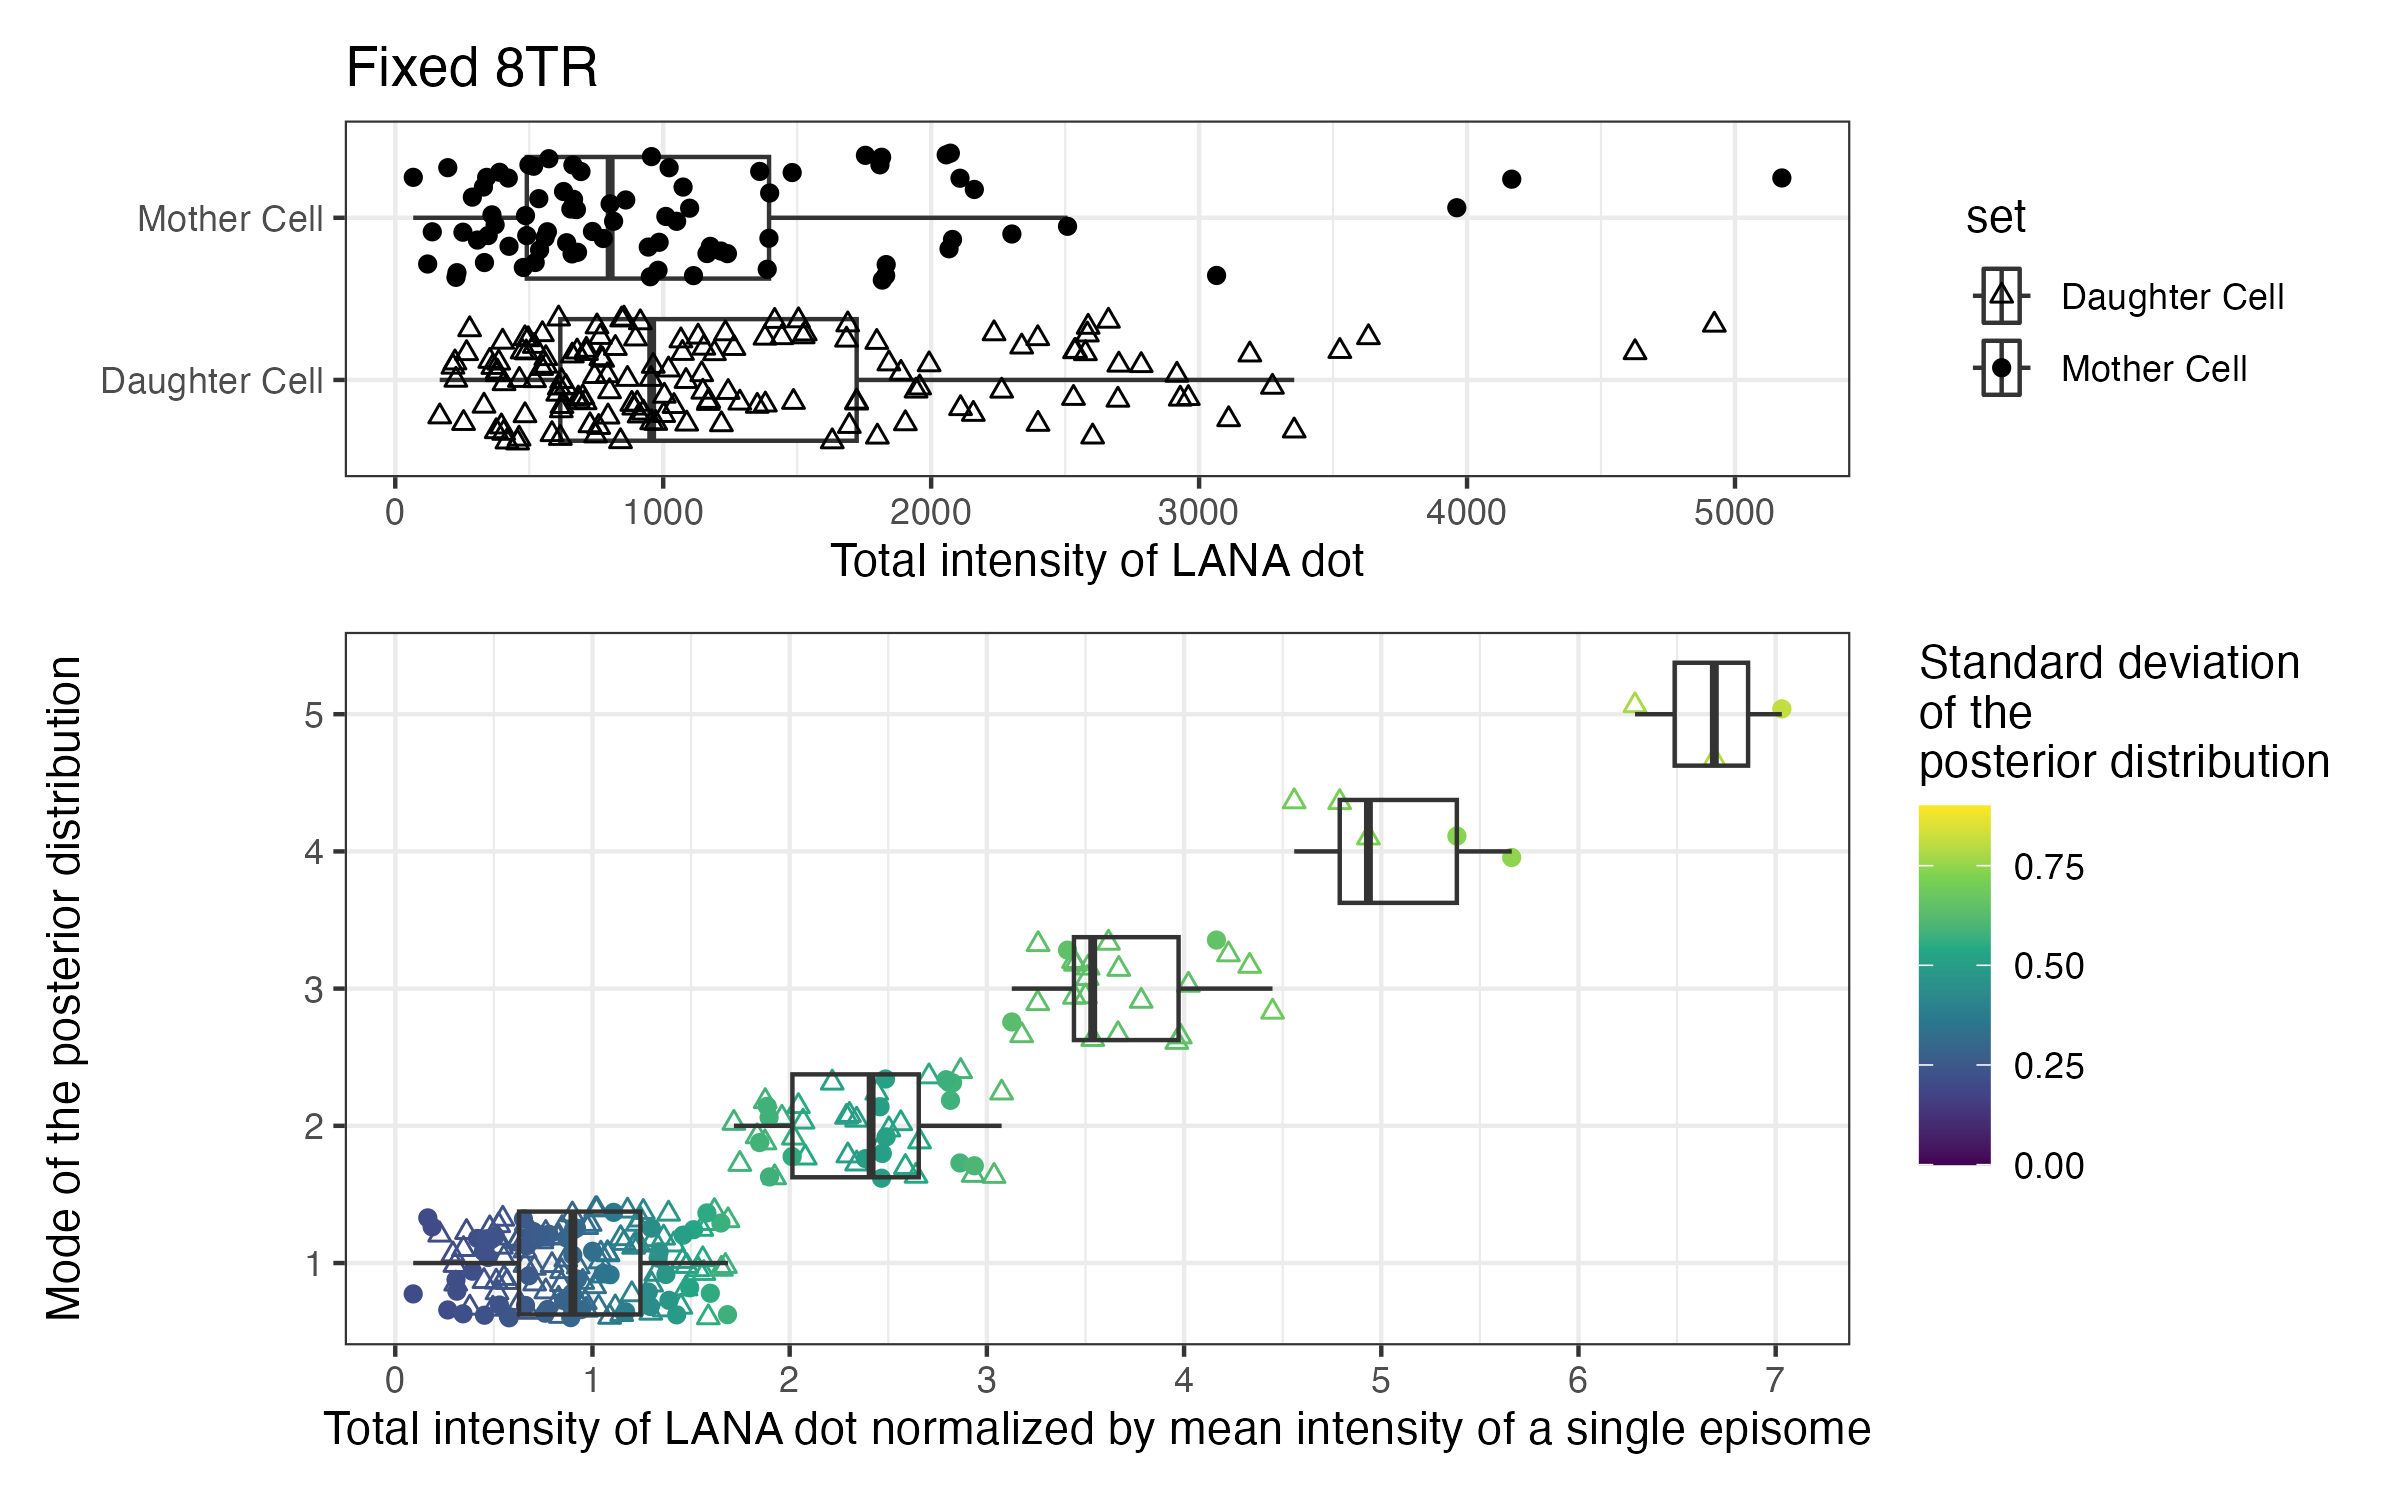 Fixed 8TR
Mother Cell
Daughter Cell
0 1000 2000 3000 4000 5000
Total intensity of LANA dot
set
Daughter Cell
Mother Cell
Mode of the posterior distribution
5
4
3
2
1
0 1 2 3 4 5 6 7
Total intensity of LANA dot normalized by mean intensity of a single episome
Standard deviation
of the
posterior distribution
0.75
0.50
0.25
0.00